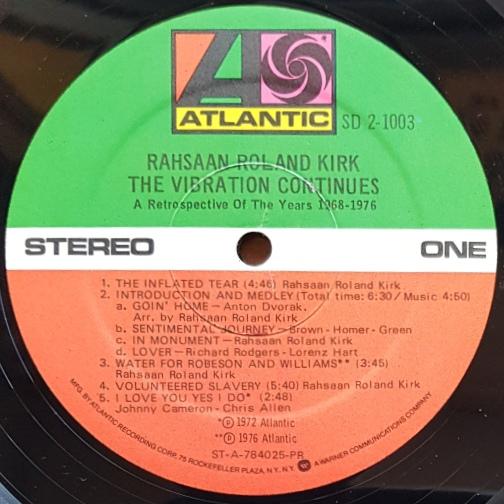 ATLANTIC
SD 2-1003
RAHSAAN ROLAND KIRK
THE VIBRATION CONTINUES
A Retrospective Of The Years 1968-1976
STEREO ONE
1. THE INFLATED TEAR (4:46) Rahsaan Roland Kirk
2. INTRODUCTION AND MEDLEY (Total time: 6:30 / Music 4:50)
a. GOIN' HOME — Anton Dvorak.
Arr. by Rahsaan Roland Kirk
b. SENTIMENTAL JOURNEY — Brown - Homer - Green
c. IN MONUMENT — Rahsaan Roland Kirk
d. LOVER — Richard Rodgers - Lorenz Hart
3. WATER FOR ROBESON AND WILLIAMS** (3:45)
Rahsaan Roland Kirk
4. VOLUNTEERED SLAVERY (5:40) Rahsaan Roland Kirk
5. I LOVE YOU YES I DO* (2:48)
Johnny Cameron - Chris Allen
*Ⓟ 1972 Atlantic
**Ⓟ 1976 Atlantic
ST-A-784025-PR
MFG. BY ATLANTIC RECORDING CORP., 75 ROCKEFELLER PLAZA, N.Y., N.Y. A WARNER COMMUNICATIONS COMPANY